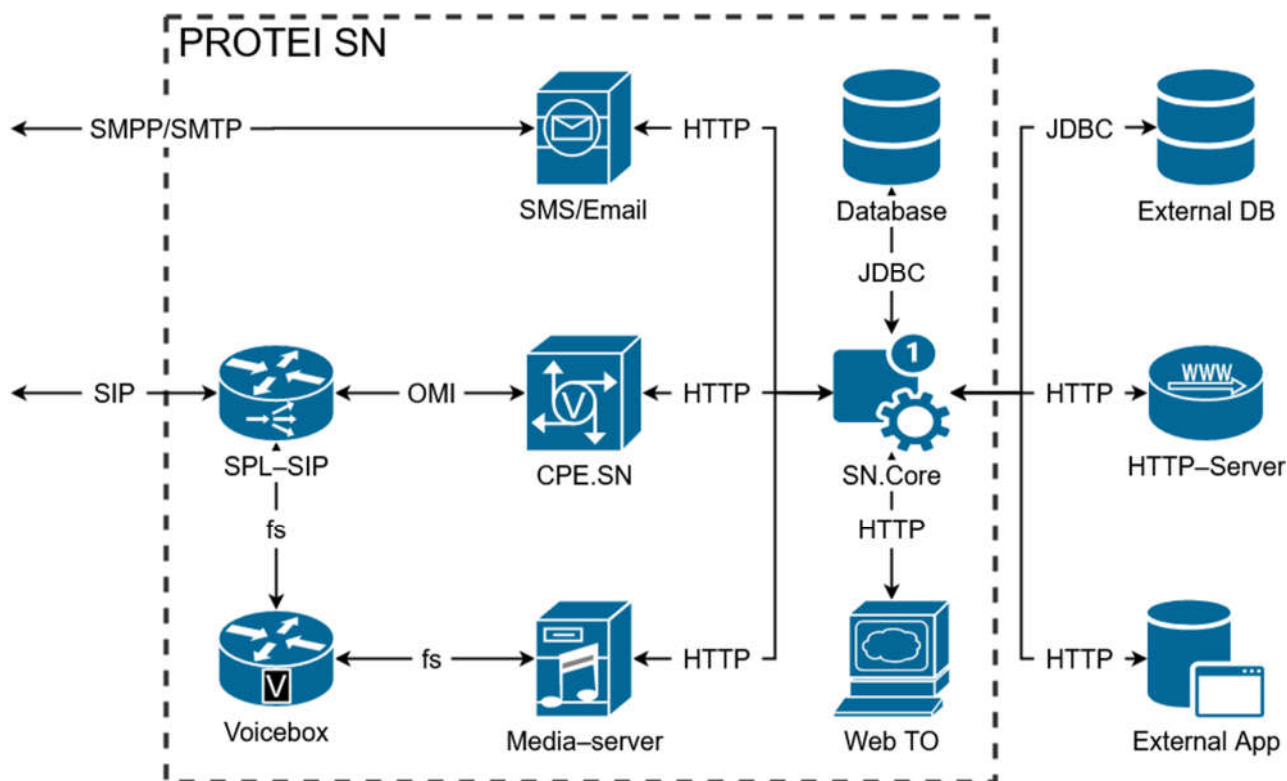 PROTEI SN
SMPP/SMTP
HTTP
JDBC
SMS/Email
Database
External DB
JDBC
1
WWW
SIP
OMI
V
HTTP
HTTP
SPL–SIP
CPE.SN
SN.Core
HTTP–Server
fs
HTTP
V
fs
HTTP
HTTP
Voicebox
Media–server
Web TO
External App